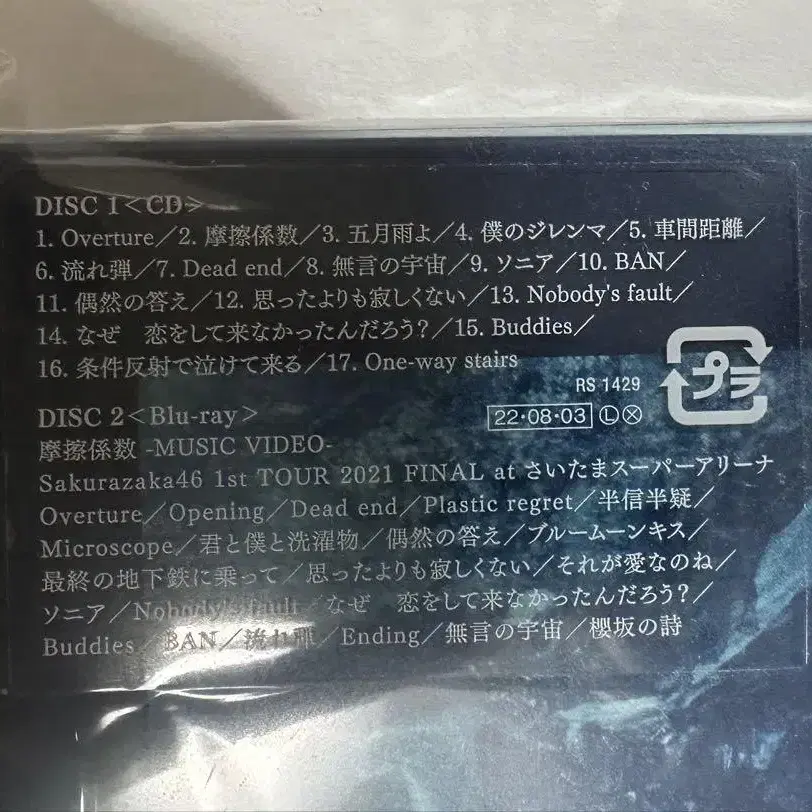 DISC 1<CD>
1. Overture/2. 摩擦係数/3. 五月雨よ/4. 僕のジレンマ/5. 車間距離/
6. 流れ弾/7. Dead end/8. 無言の宇宙/9. ソニア/10. BAN/
11. 偶然の答え/12. 思ったよりも寂しくない/13. Nobody's fault/
14. なぜ 恋をして来なかったんだろう?/15. Buddies/
16. 条件反射で泣けて来る/17. One-way stairs
RS 1429
プラ
22・08・03 Ⓛ Ⓧ
DISC 2<Blu-ray>
摩擦係数 -MUSIC VIDEO-
Sakurazaka46 1st TOUR 2021 FINAL at さいたまスーパーアリーナ
Overture/Opening/Dead end/Plastic regret/半信半疑/
Microscope/君と僕と洗濯物/偶然の答え/ブルームーンキス/
最終の地下鉄に乗って/思ったよりも寂しくない/それが愛なのね/
ソニア/Nobody's fault/なぜ 恋をして来なかったんだろう?/
Buddies/BAN/流れ弾/Ending/無言の宇宙/櫻坂の詩